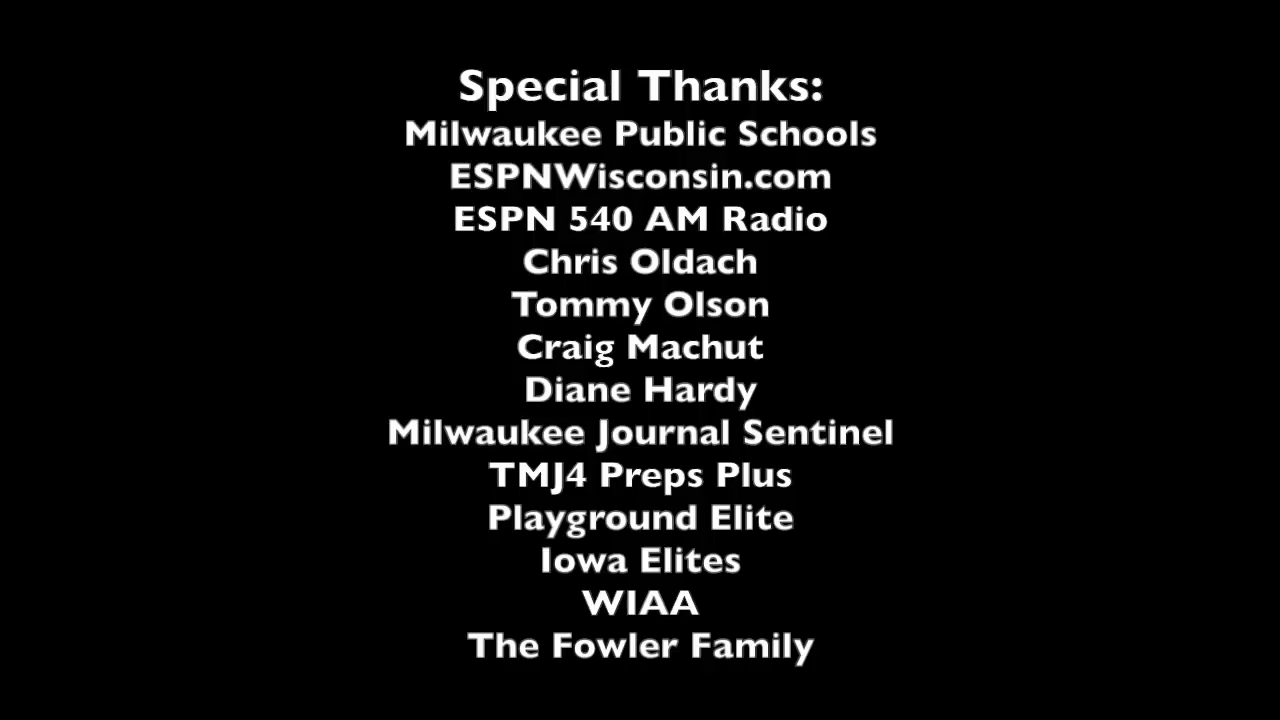 Special Thanks:
Milwaukee Public Schools
ESPNWisconsin.com
ESPN 540 AM Radio
Chris Oldach
Tommy Olson
Craig Machut
Diane Hardy
Milwaukee Journal Sentinel
TMJ4 Preps Plus
Playground Elite
Iowa Elites
WIAA
The Fowler Family